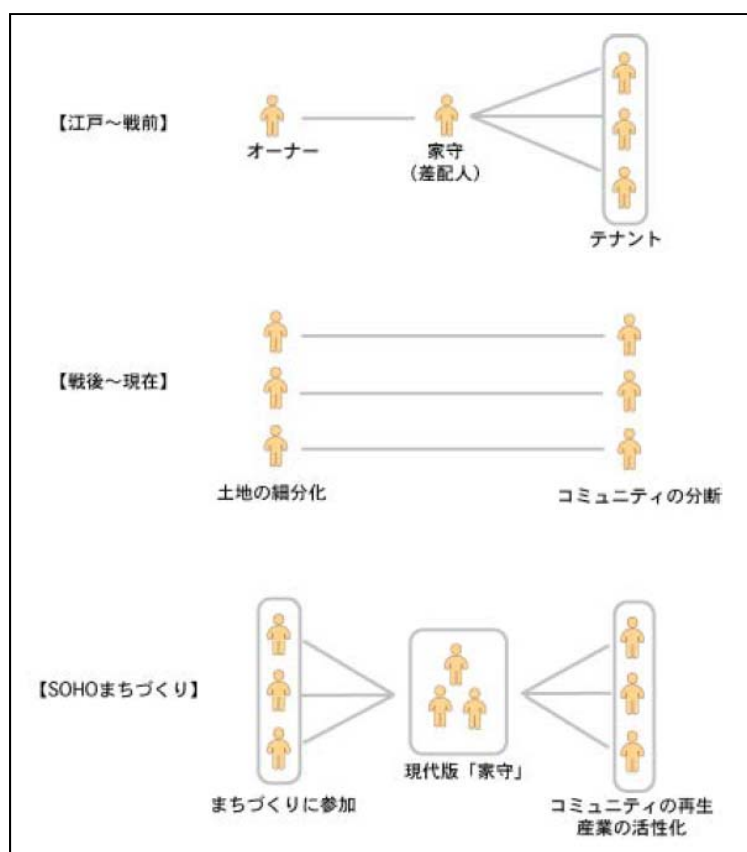 【江戸～戦前】
オーナー
家守
（差配人）
テナント
【戦後～現在】
土地の細分化
コミュニティの分断
【SOHOまちづくり】
現代版「家守」
まちづくりに参加
コミュニティの再生
産業の活性化